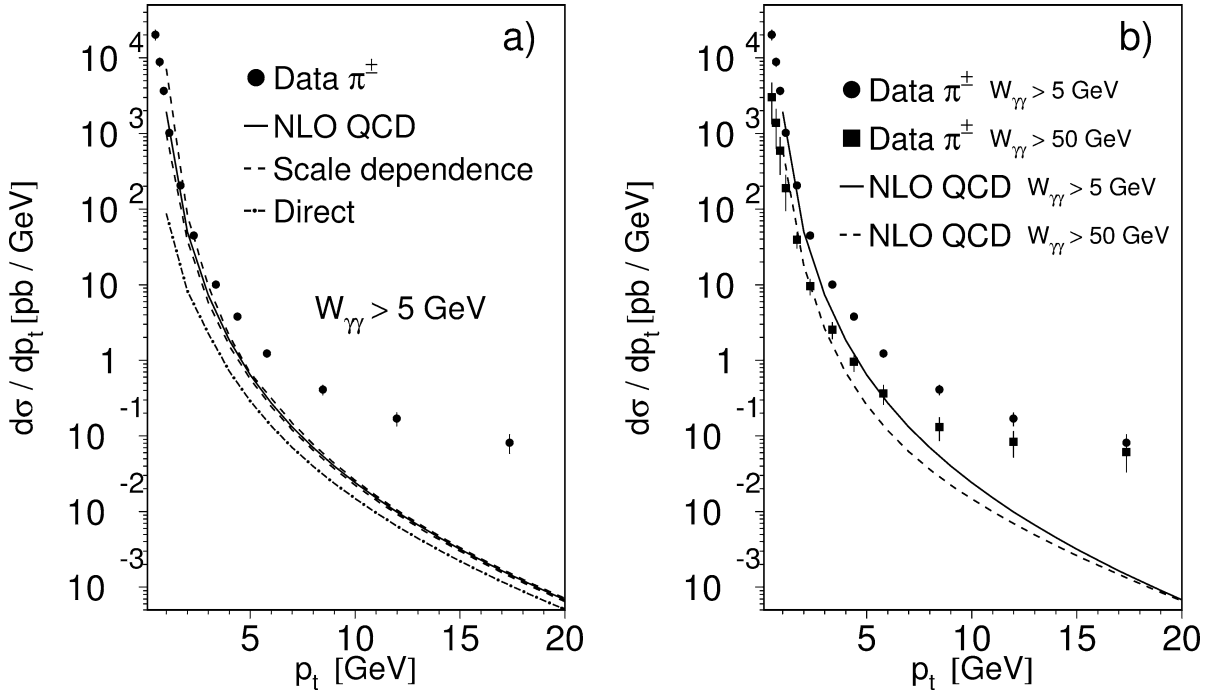 a)
Data π±
NLO QCD
Scale dependence
Direct
Wγγ > 5 GeV
dσ / dpt [pb / GeV]
10 4
10 3
10 2
10
1
10 -1
10 -2
10 -3
5 10 15 20
pt [GeV]
b)
Data π± Wγγ > 5 GeV
Data π± Wγγ > 50 GeV
NLO QCD Wγγ > 5 GeV
NLO QCD Wγγ > 50 GeV
dσ / dpt [pb / GeV]
10 4
10 3
10 2
10
1
10 -1
10 -2
10 -3
5 10 15 20
pt [GeV]